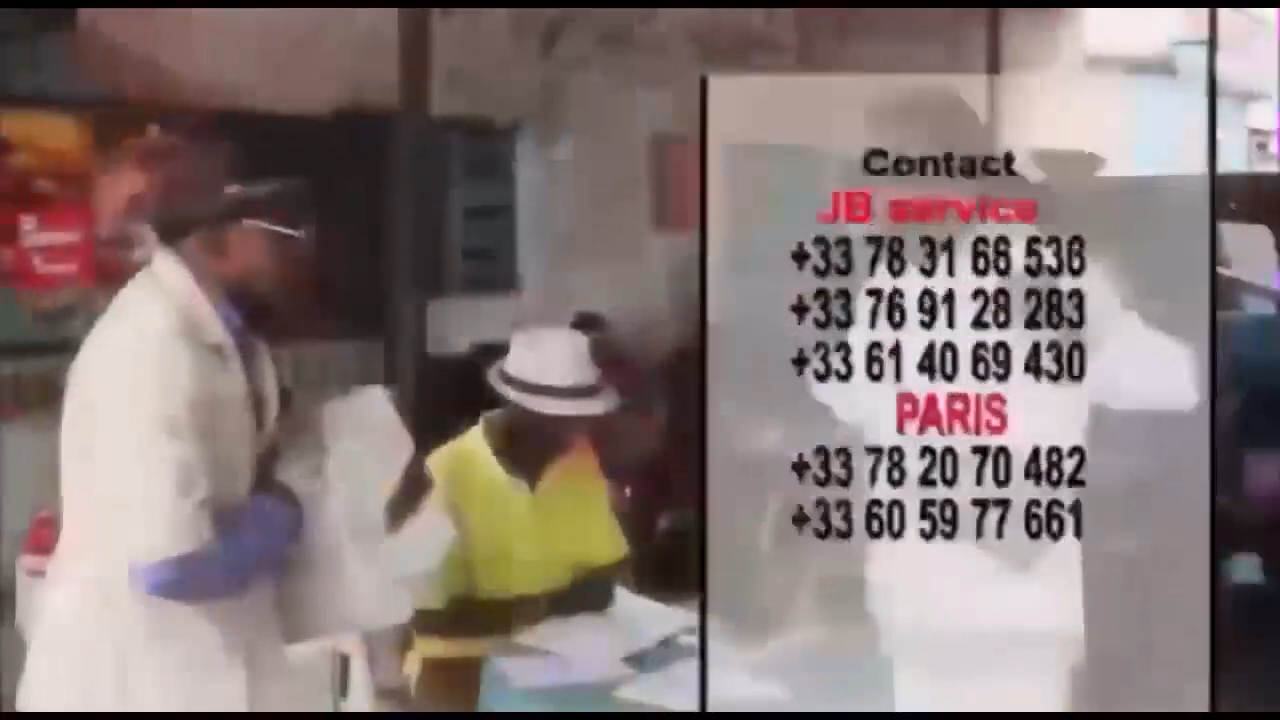 Contact
JB service
+33 78 31 66 536
+33 76 91 28 283
+33 61 40 69 430
PARIS
+33 78 20 70 482
+33 60 59 77 661